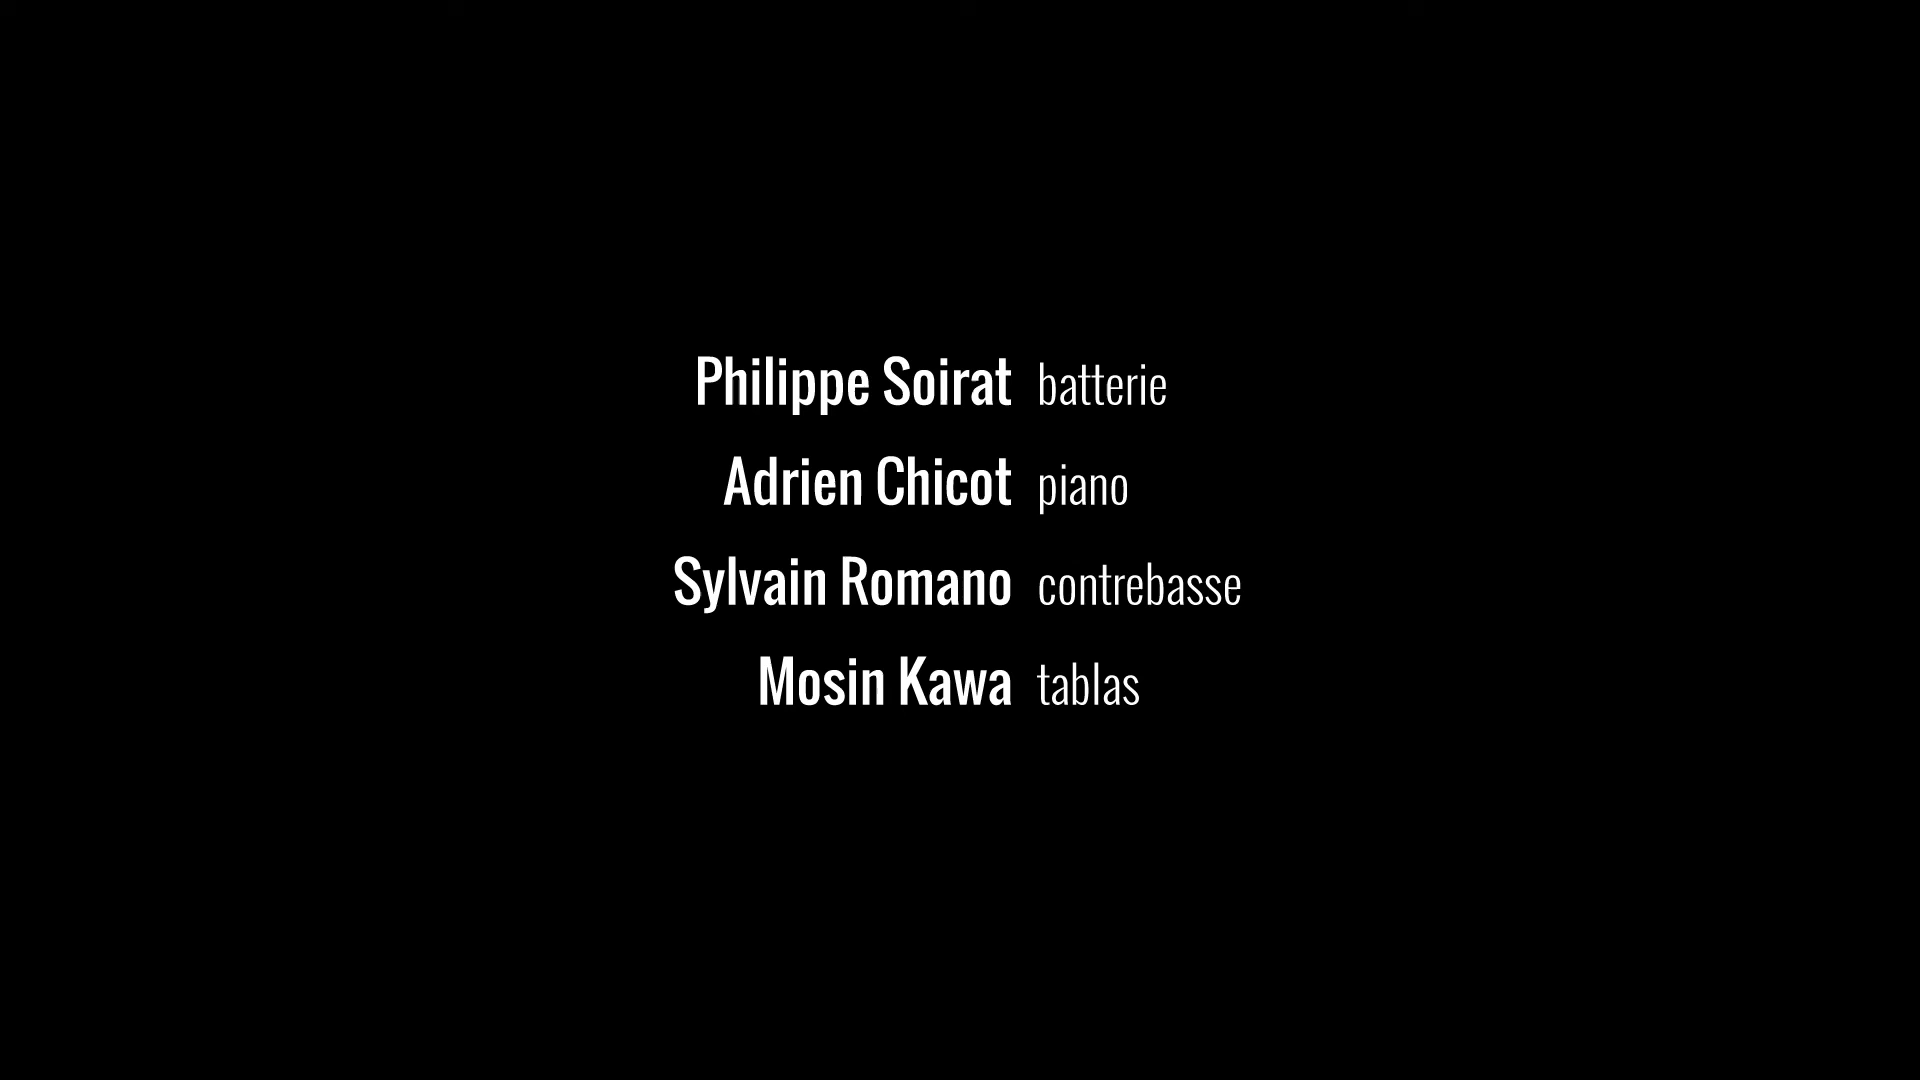 Philippe Soirat batterie
Adrien Chicot piano
Sylvain Romano contrebasse
Mosin Kawa tablas